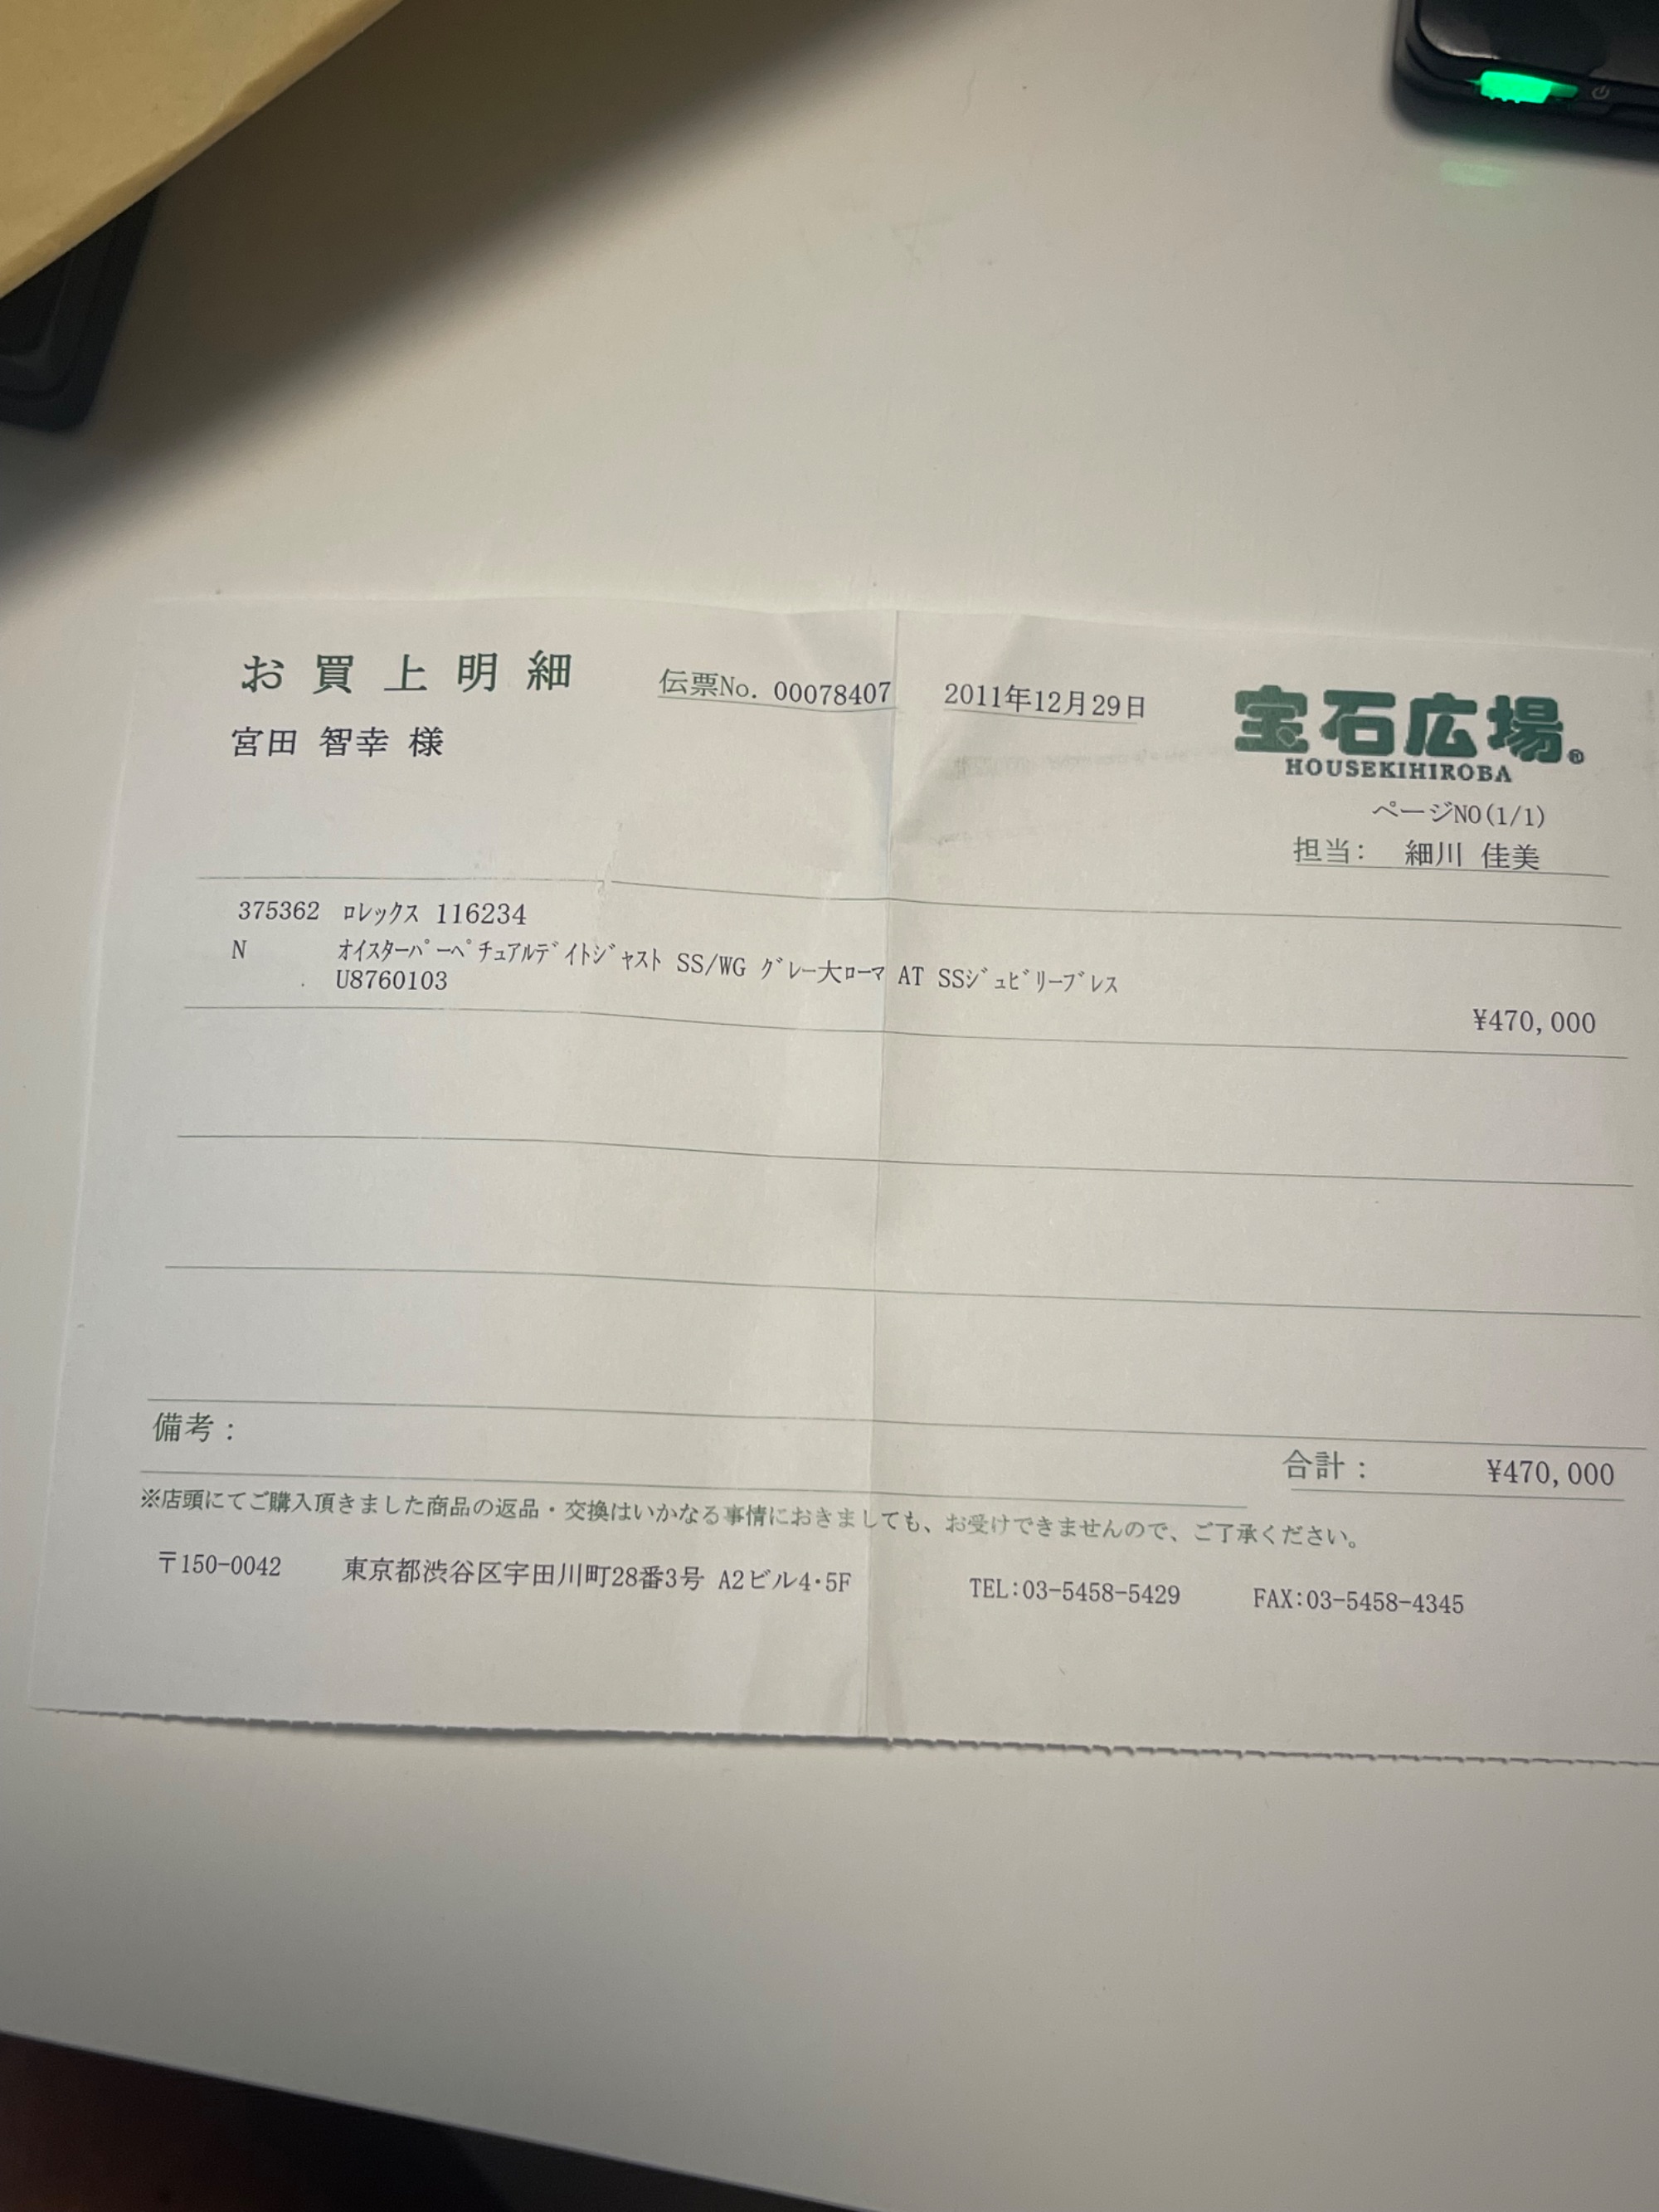 お買上明細
伝票No. 00078407
2011年12月29日
宝石広場®
HOUSEKIHIROBA
宮田 智幸 様
ページNO(1/1)
担当: 細川 佳美
375362 ﾛﾚｯｸｽ 116234
N ｵｲｽﾀｰﾊﾟｰﾍﾟﾁｭｱﾙﾃﾞｲﾄｼﾞｬｽﾄ SS/WG ｸﾞﾚｰ大ﾛｰﾏ AT SSｼﾞｭﾋﾞﾘｰﾌﾞﾚｽ
U8760103
¥470,000
備考:
合計: ¥470,000
※店頭にてご購入頂きました商品の返品・交換はいかなる事情におきましても、お受けできませんので、ご了承ください。
〒150-0042 東京都渋谷区宇田川町28番3号 A2ビル4・5F TEL:03-5458-5429 FAX:03-5458-4345